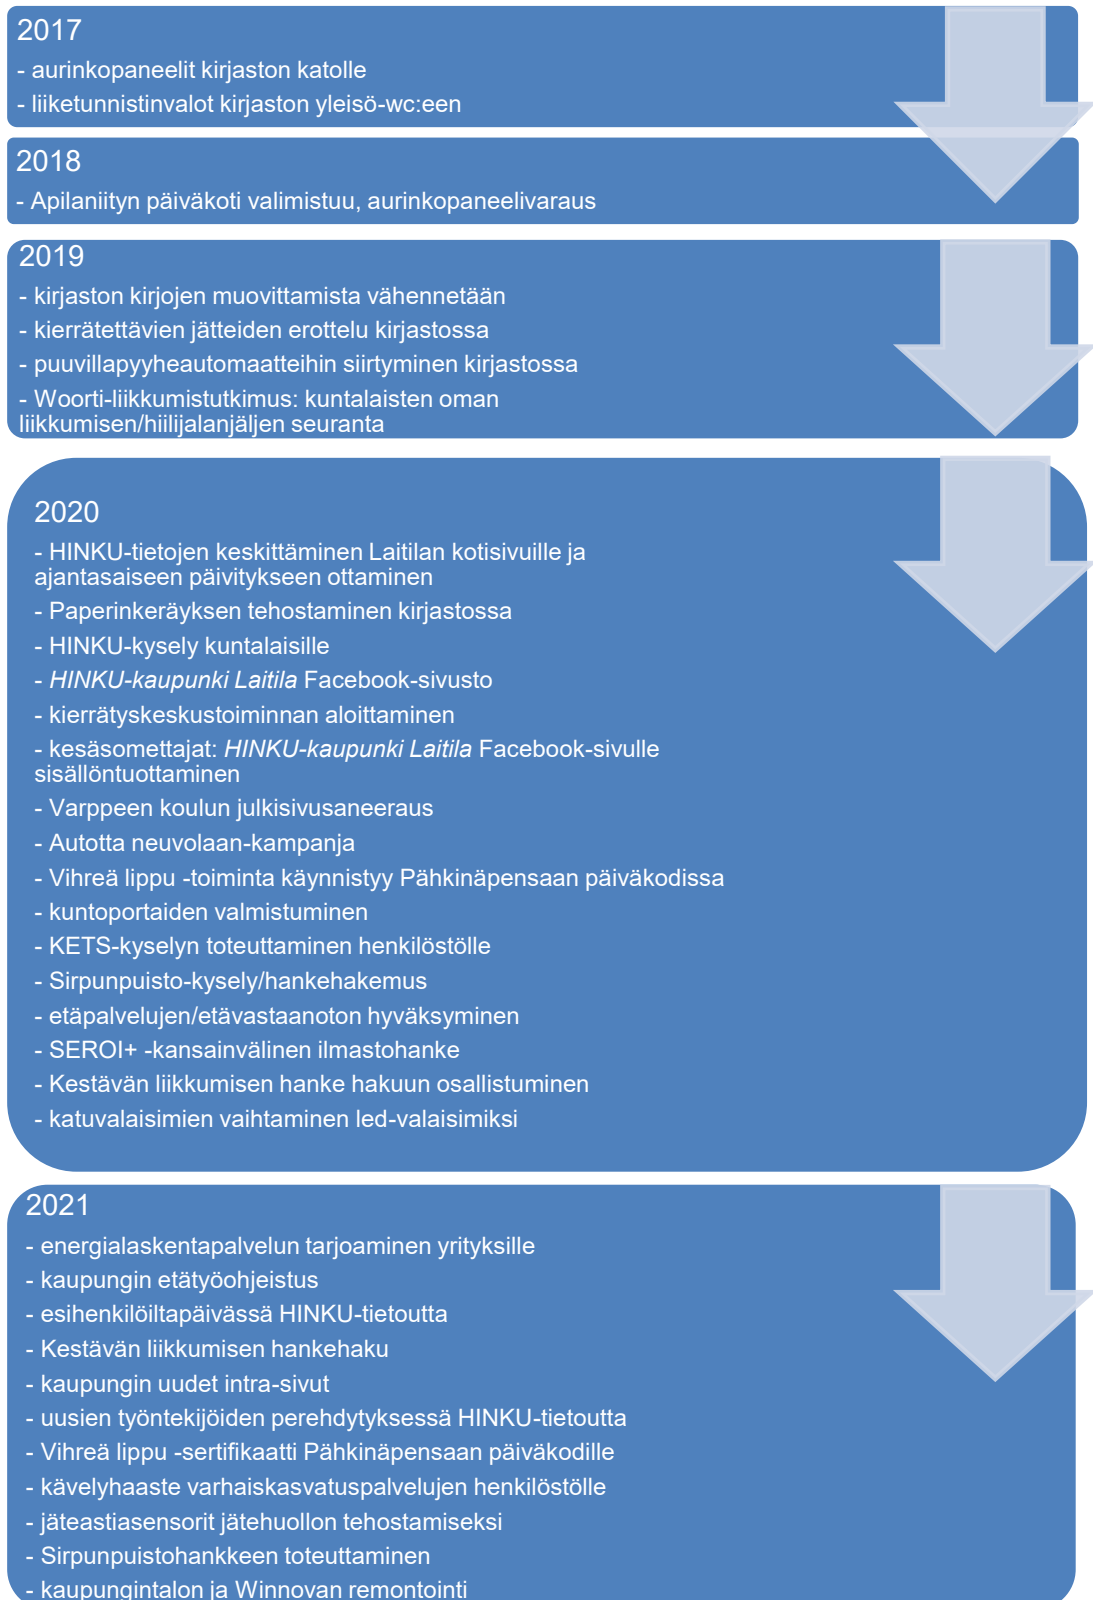 2017
- aurinkopaneelit kirjaston katolle
- liiketunnistinvalot kirjaston yleisö-wc:een
2018
- Apilaniityn päiväkoti valimistuu, aurinkopaneelivaraus
2019
- kirjaston kirjojen muovittamista vähennetään
- kierrätettävien jätteiden erottelu kirjastossa
- puuvillapyyheautomaatteihin siirtyminen kirjastossa
- Woorti-liikkumistutkimus: kuntalaisten oman
liikkumisen/hiilijalanjäljen seuranta
2020
- HINKU-tietojen keskittäminen Laitilan kotisivuille ja
ajantasaiseen päivitykseen ottaminen
- Paperinkeräyksen tehostaminen kirjastossa
- HINKU-kysely kuntalaisille
- HINKU-kaupunki Laitila Facebook-sivusto
- kierrätyskeskustoiminnan aloittaminen
- kesäsomettajat: HINKU-kaupunki Laitila Facebook-sivulle
sisällöntuottaminen
- Varppeen koulun julkisivusaneeraus
- Autotta neuvolaan-kampanja
- Vihreä lippu -toiminta käynnistyy Pähkinäpensaan päiväkodissa
- kuntoportaiden valmistuminen
- KETS-kyselyn toteuttaminen henkilöstölle
- Sirpunpuisto-kysely/hankehakemus
- etäpalvelujen/etävastaanoton hyväksyminen
- SEROI+ -kansainvälinen ilmastohanke
- Kestävän liikkumisen hanke hakuun osallistuminen
- katuvalaisimien vaihtaminen led-valaisimiksi
2021
- energialaskentapalvelun tarjoaminen yrityksille
- kaupungin etätyöohjeistus
- esihenkilöiltapäivässä HINKU-tietoutta
- Kestävän liikkumisen hankehaku
- kaupungin uudet intra-sivut
- uusien työntekijöiden perehdytyksessä HINKU-tietoutta
- Vihreä lippu -sertifikaatti Pähkinäpensaan päiväkodille
- kävelyhaaste varhaiskasvatuspalvelujen henkilöstölle
- jäteastiasensorit jätehuollon tehostamiseksi
- Sirpunpuistohankkeen toteuttaminen
- kaupungintalon ja Winnovan remontointi